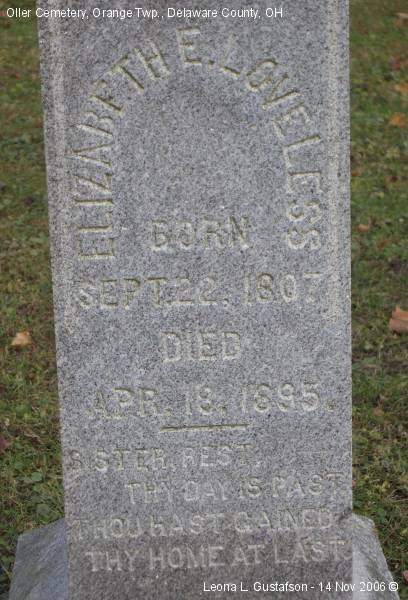 Oller Cemetery, Orange Twp., Delaware County, OH
ELIZABETH E. LOVELESS
BORN
SEPT. 22, 1807
DIED
APR. 18, 1895.
SISTER, REST,
THY DAY IS PAST
THOU HAST GAINED
THY HOME AT LAST.
Leona L. Gustafson - 14 Nov 2006 ©